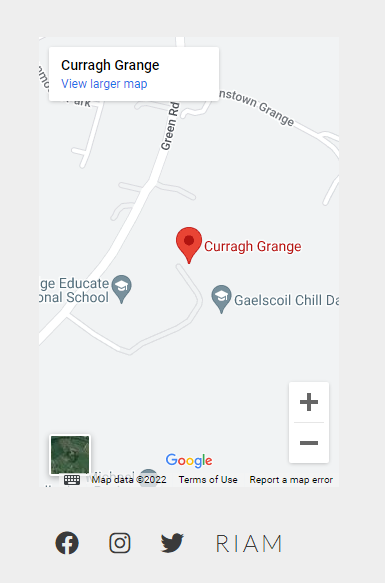 Curragh Grange
View larger map
Park
Green Rd
nstown Grange
Curragh Grange
ge Educate
onal School
Gaelscoil Chill Da
Google
Map data ©2022 Terms of Use Report a map error
RIAM